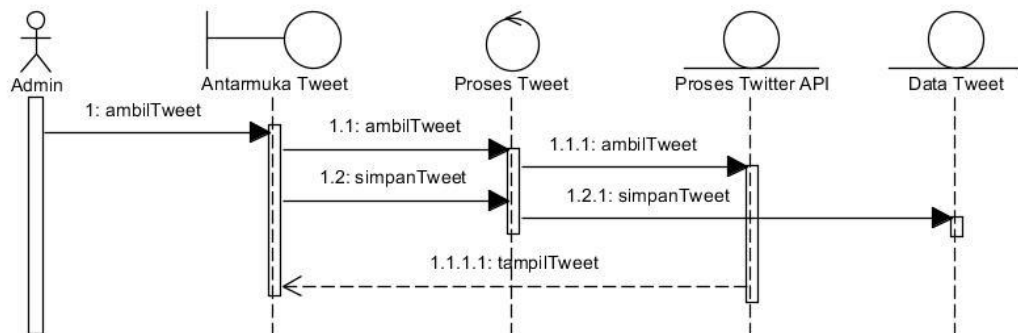 Admin
Antarmuka Tweet
Proses Tweet
Proses Twitter API
Data Tweet
1: ambilTweet
1.1: ambilTweet
1.1.1: ambilTweet
1.2: simpanTweet
1.2.1: simpanTweet
1.1.1.1: tampilTweet